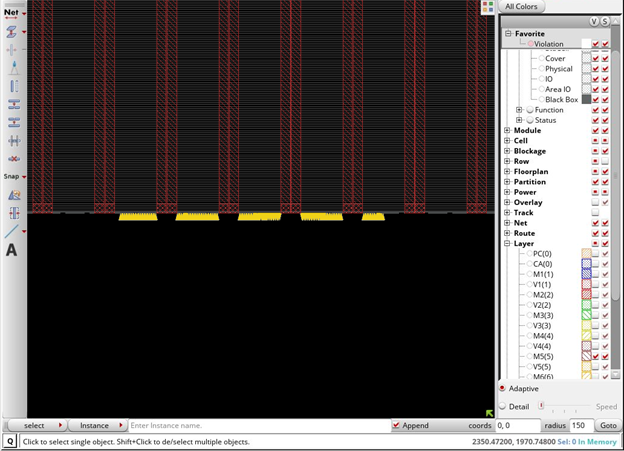 Net
All Colors
V S
Favorite
Violation
Cover
Physical
IO
Area IO
Black Box
Function
Status
Module
Cell
Blockage
Row
Floorplan
Partition
Power
Overlay
Track
Net
Route
Layer
PC(0)
CA(0)
M1(1)
V1(1)
M2(2)
V2(2)
M3(3)
V3(3)
M4(4)
V4(4)
M5(5)
V5(5)
M6(6)
Snap
A
Adaptive
Detail Speed
select Instance Enter Instance name. Append coords 0, 0 radius 150 Goto
Q Click to select single object. Shift+Click to de/select multiple objects. 2350.47200, 1970.74800 Sel: 0 In Memory